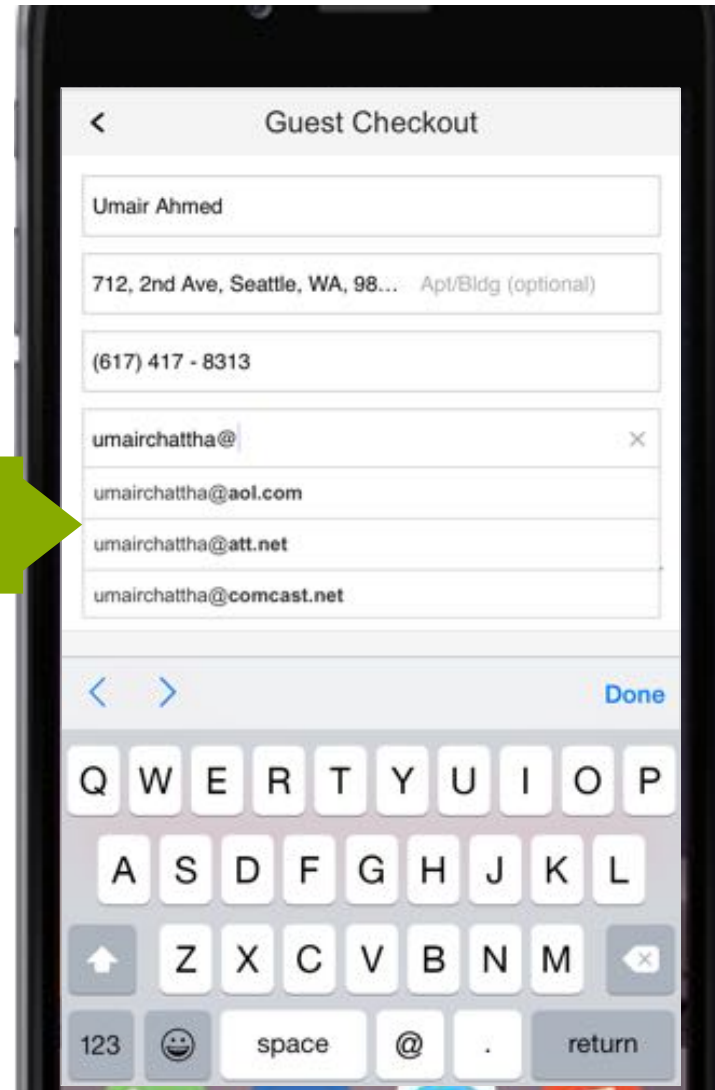 Guest Checkout
Umair Ahmed
712, 2nd Ave, Seattle, WA, 98... Apt/Bldg (optional)
(617) 417 - 8313
umairchattha@
umairchattha@aol.com
umairchattha@att.net
umairchattha@comcast.net
Done
Q W E R T Y U I O P
A S D F G H J K L
Z X C V B N M
123 space @ . return